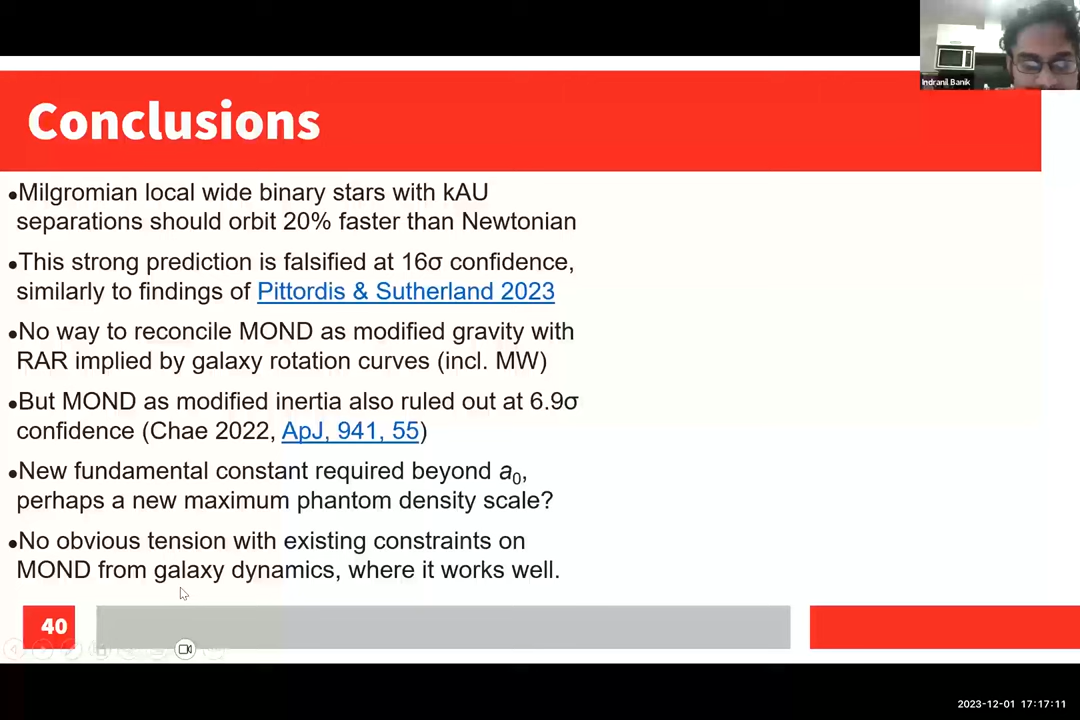 Indranil Banik
Conclusions
•Milgromian local wide binary stars with kAU
separations should orbit 20% faster than Newtonian
•This strong prediction is falsified at 16σ confidence,
similarly to findings of Pittordis & Sutherland 2023
•No way to reconcile MOND as modified gravity with
RAR implied by galaxy rotation curves (incl. MW)
•But MOND as modified inertia also ruled out at 6.9σ
confidence (Chae 2022, ApJ, 941, 55)
•New fundamental constant required beyond a₀,
perhaps a new maximum phantom density scale?
•No obvious tension with existing constraints on
MOND from galaxy dynamics, where it works well.
40
2023-12-01 17:17:11